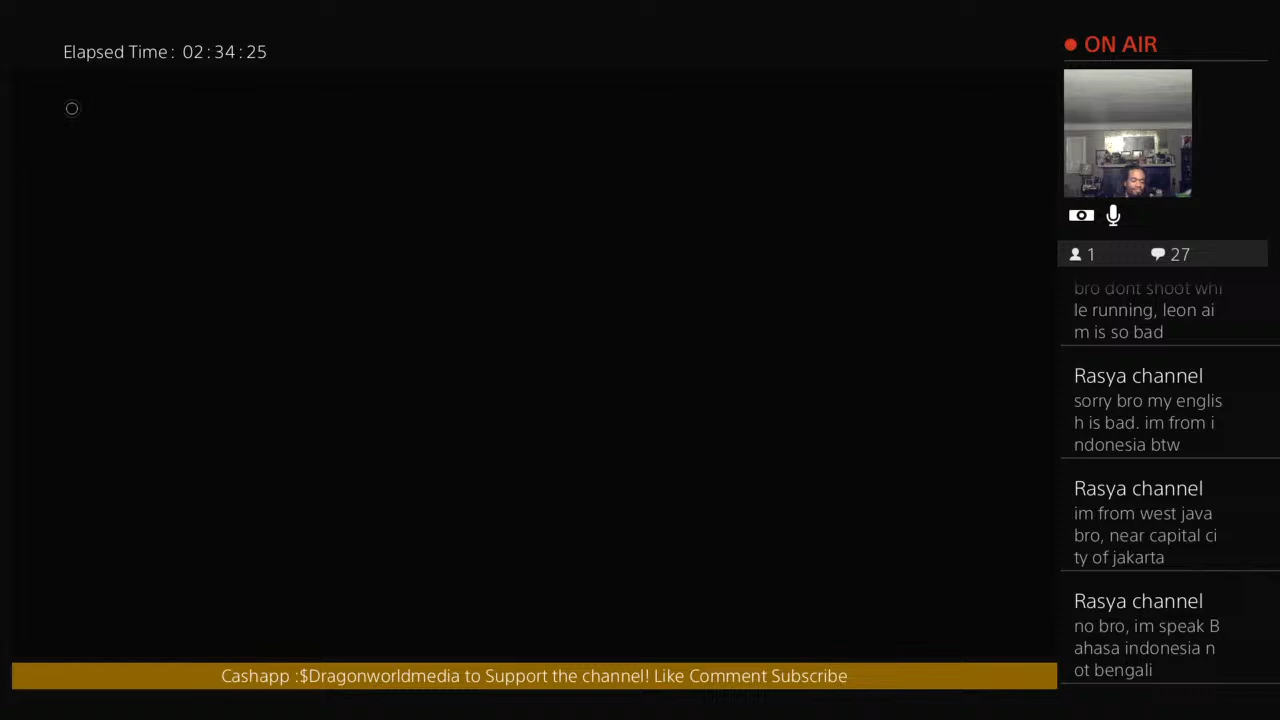 Elapsed Time: 02:34:25
ON AIR
1
27
bro dont shoot whi
le running, leon ai
m is so bad
Rasya channel
sorry bro my englis
h is bad. im from i
ndonesia btw
Rasya channel
im from west java
bro, near capital ci
ty of jakarta
Rasya channel
no bro, im speak B
ahasa indonesia n
ot bengali
Cashapp :$Dragonworldmedia to Support the channel! Like Comment Subscribe